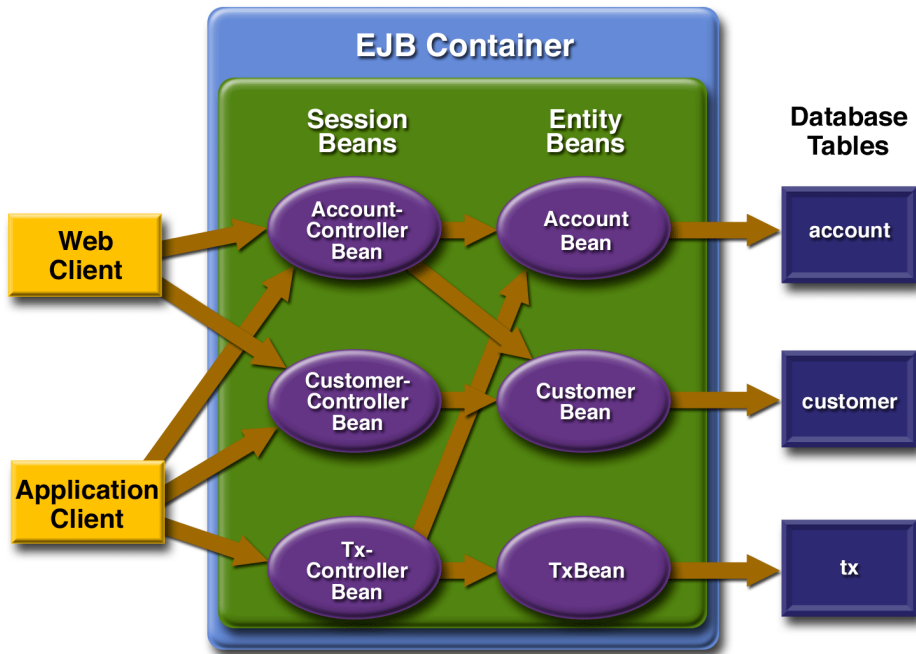 EJB Container
Session
Beans
Entity
Beans
Database
Tables
Web
Client
Account-
Controller
Bean
Account
Bean
account
Customer-
Controller
Bean
Customer
Bean
customer
Application
Client
Tx-
Controller
Bean
TxBean
tx